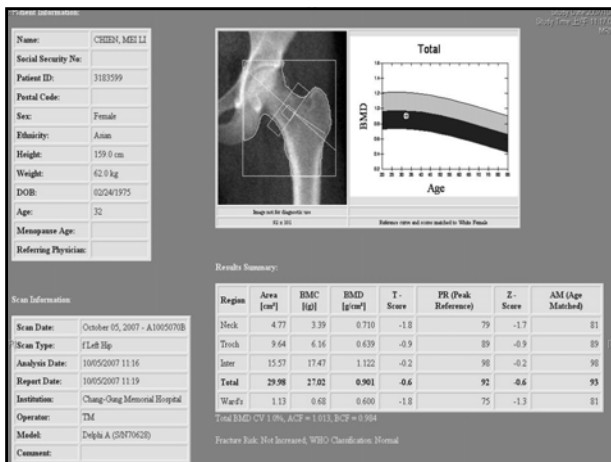 Patient Information:
Name: CHIEN, MEI LI
Social Security No:
Patient ID: 3183599
Postal Code:
Sex: Female
Ethnicity: Asian
Height: 159.0 cm
Weight: 62.0 kg
DOB: 02/24/1975
Age: 32
Menopause Age:
Referring Physician:
Study Time 上午 11:17:0
Total
BMD
Age
Image not for diagnostic use
Reference curve and scores matched to White Female
Scan Information:
Scan Date: October 05, 2007 - A1005070B
Scan Type: f Left Hip
Analysis Date: 10/05/2007 11:16
Report Date: 10/05/2007 11:19
Institution: Chang-Gung Memorial Hospital
Operator: TM
Model: Delphi A (S/N70628)
Comment:
Results Summary:
Region Area [cm²] BMC [(g)] BMD [g/cm²] T - Score PR (Peak Reference) Z - Score AM (Age Matched)
Neck 4.77 3.39 0.710 -1.8 79 -1.7 81
Troch 9.64 6.16 0.639 -0.9 89 -0.9 89
Inter 15.57 17.47 1.122 -0.2 98 -0.2 98
Total 29.98 27.02 0.901 -0.6 92 -0.6 93
Ward's 1.13 0.68 0.600 -1.8 75 -1.3 81
Total BMD CV 1.0%, ACF = 1.013, BCF = 0.984
Fracture Risk: Not Increased, WHO Classification: Normal